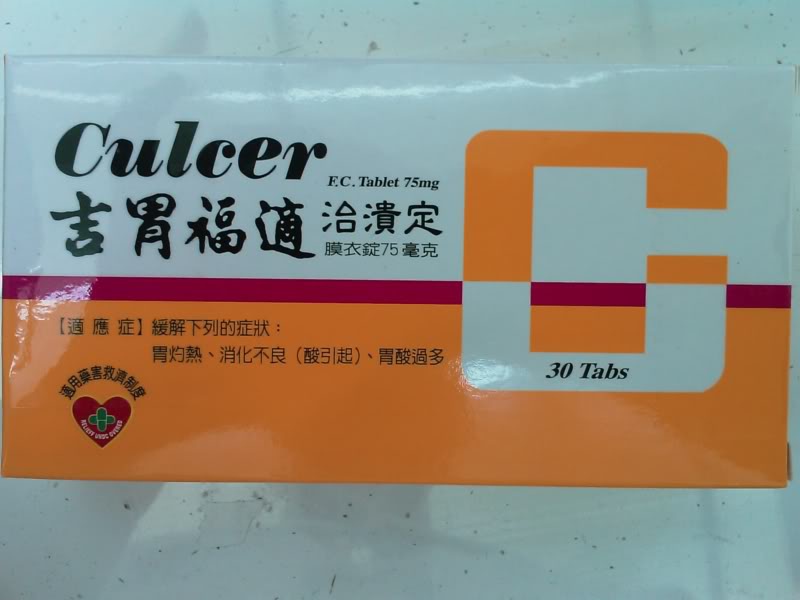 Culcer
F.C. Tablet 75mg
吉胃福適 治潰定
膜衣錠75毫克
【適應症】緩解下列的症狀：
胃灼熱、消化不良（酸引起）、胃酸過多
30 Tabs
適用藥害救濟制度